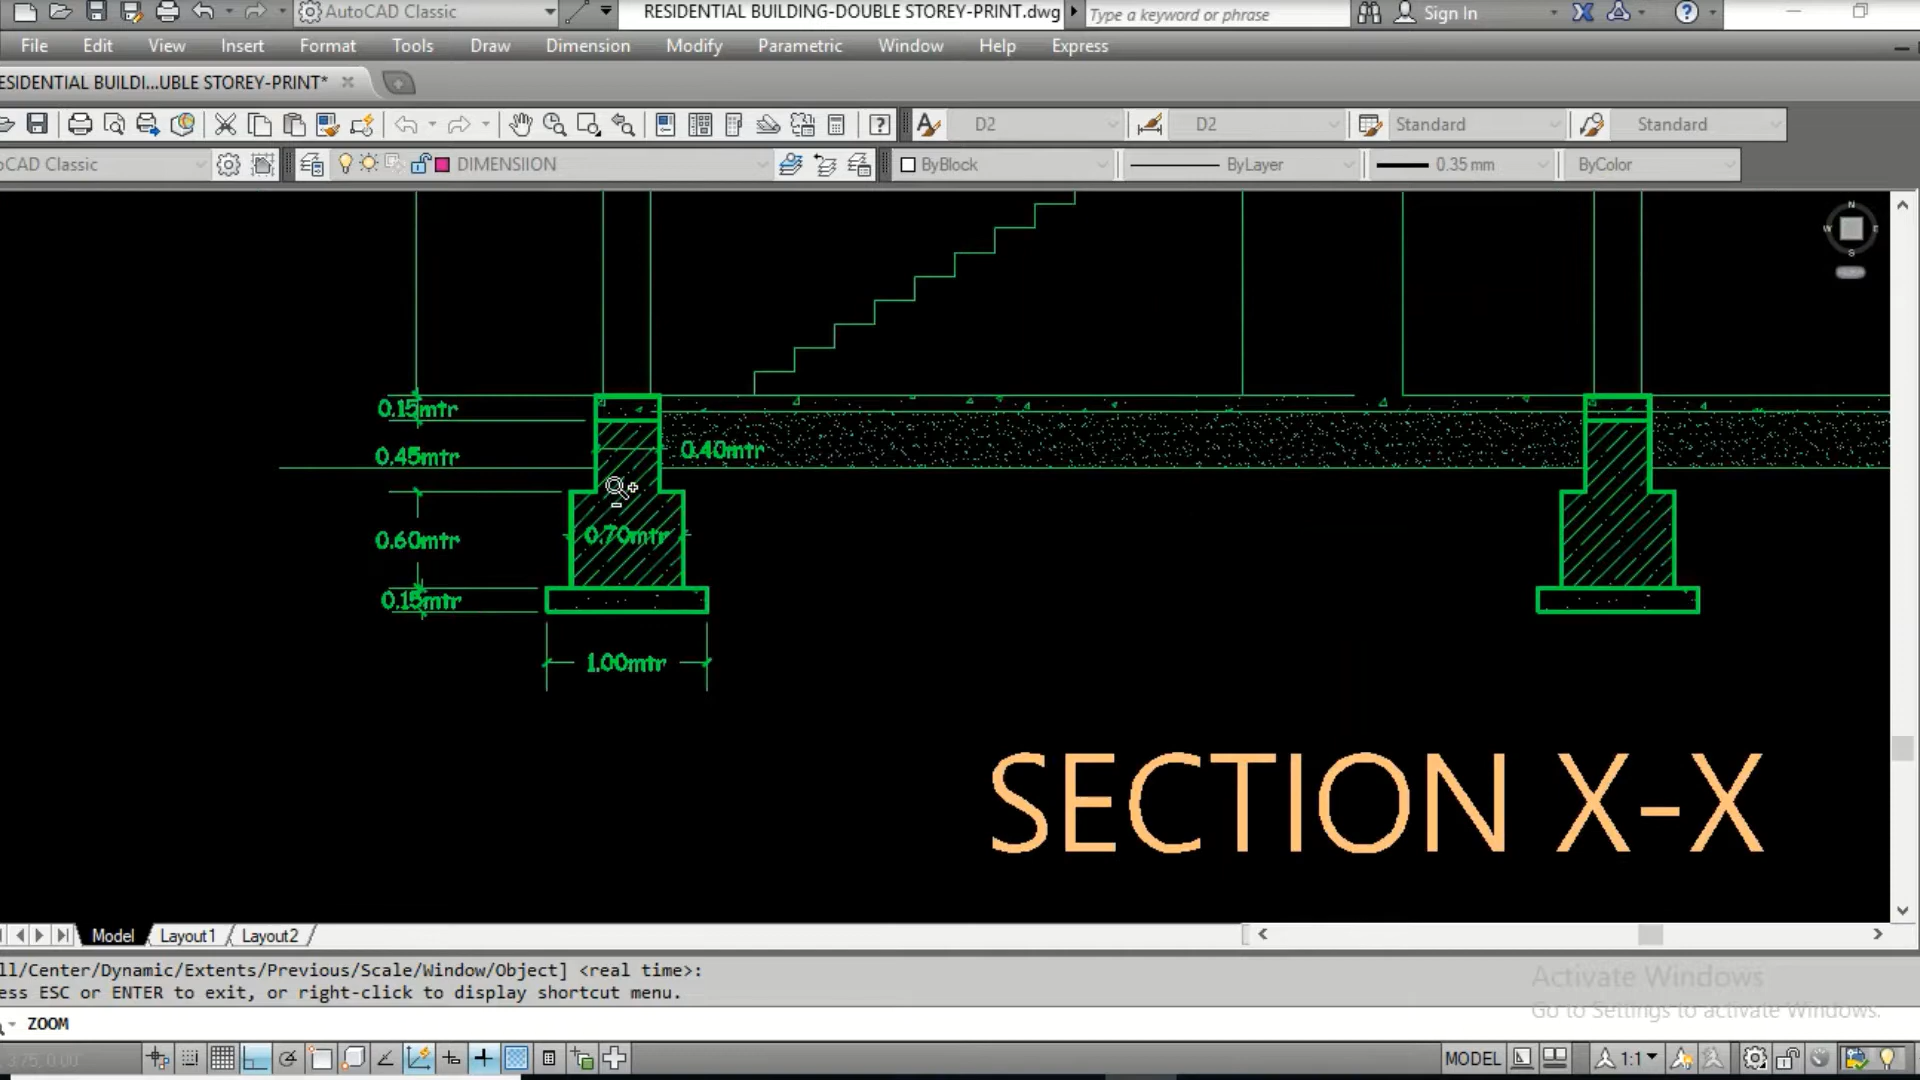 AutoCAD Classic
RESIDENTIAL BUILDING-DOUBLE STOREY-PRINT.dwg
Type a keyword or phrase
Sign In
File Edit View Insert Format Tools Draw Dimension Modify Parametric Window Help Express
ESIDENTIAL BUILDI...UBLE STOREY-PRINT*
D2 D2 Standard Standard
oCAD Classic DIMENSIION ByBlock ByLayer 0.35 mm ByColor
N
W E
S
0.15mtr
0.45mtr 0.40mtr
0.60mtr 0.70mtr
0.15mtr
1.00mtr
SECTION X-X
Model Layout1 Layout2
ll/Center/Dynamic/Extents/Previous/Scale/Window/Object] <real time>:
ess ESC or ENTER to exit, or right-click to display shortcut menu.
Activate Windows
Go to Settings to activate Windows.
ZOOM
3.75, 0.00
MODEL 1:1